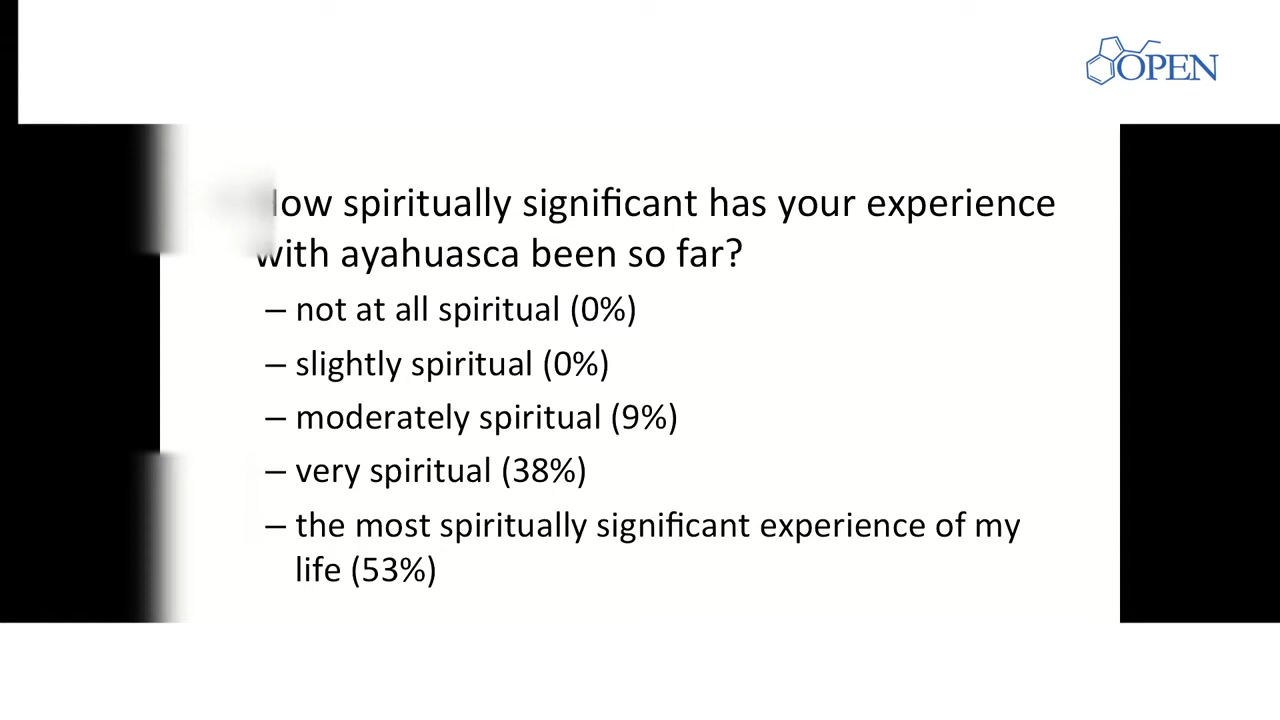 OPEN
How spiritually significant has your experience
with ayahuasca been so far?
– not at all spiritual (0%)
– slightly spiritual (0%)
– moderately spiritual (9%)
– very spiritual (38%)
– the most spiritually significant experience of my
life (53%)